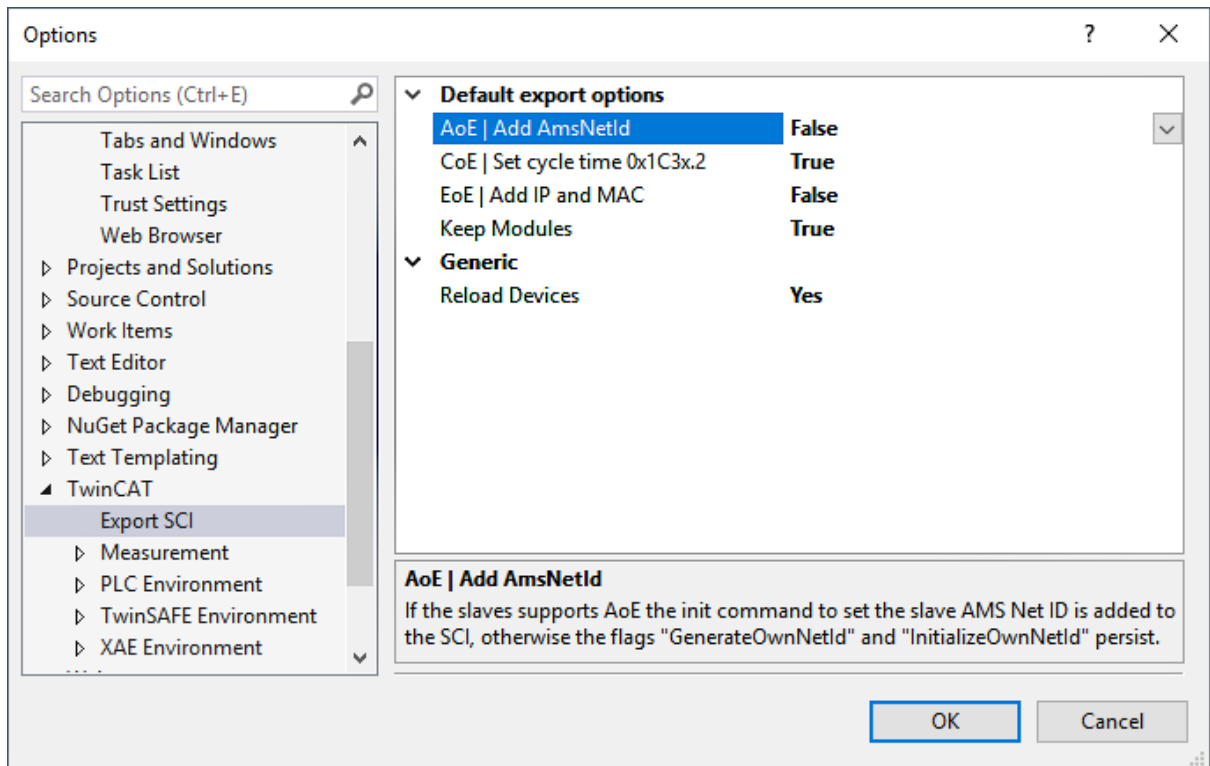 Options
?
Search Options (Ctrl+E)
Tabs and Windows
Task List
Trust Settings
Web Browser
Projects and Solutions
Source Control
Work Items
Text Editor
Debugging
NuGet Package Manager
Text Templating
TwinCAT
Export SCI
Measurement
PLC Environment
TwinSAFE Environment
XAE Environment
Default export options
AoE | Add AmsNetId False
CoE | Set cycle time 0x1C3x.2 True
EoE | Add IP and MAC False
Keep Modules True
Generic
Reload Devices Yes
AoE | Add AmsNetId
If the slaves supports AoE the init command to set the slave AMS Net ID is added to
the SCI, otherwise the flags "GenerateOwnNetId" and "InitializeOwnNetId" persist.
OK Cancel